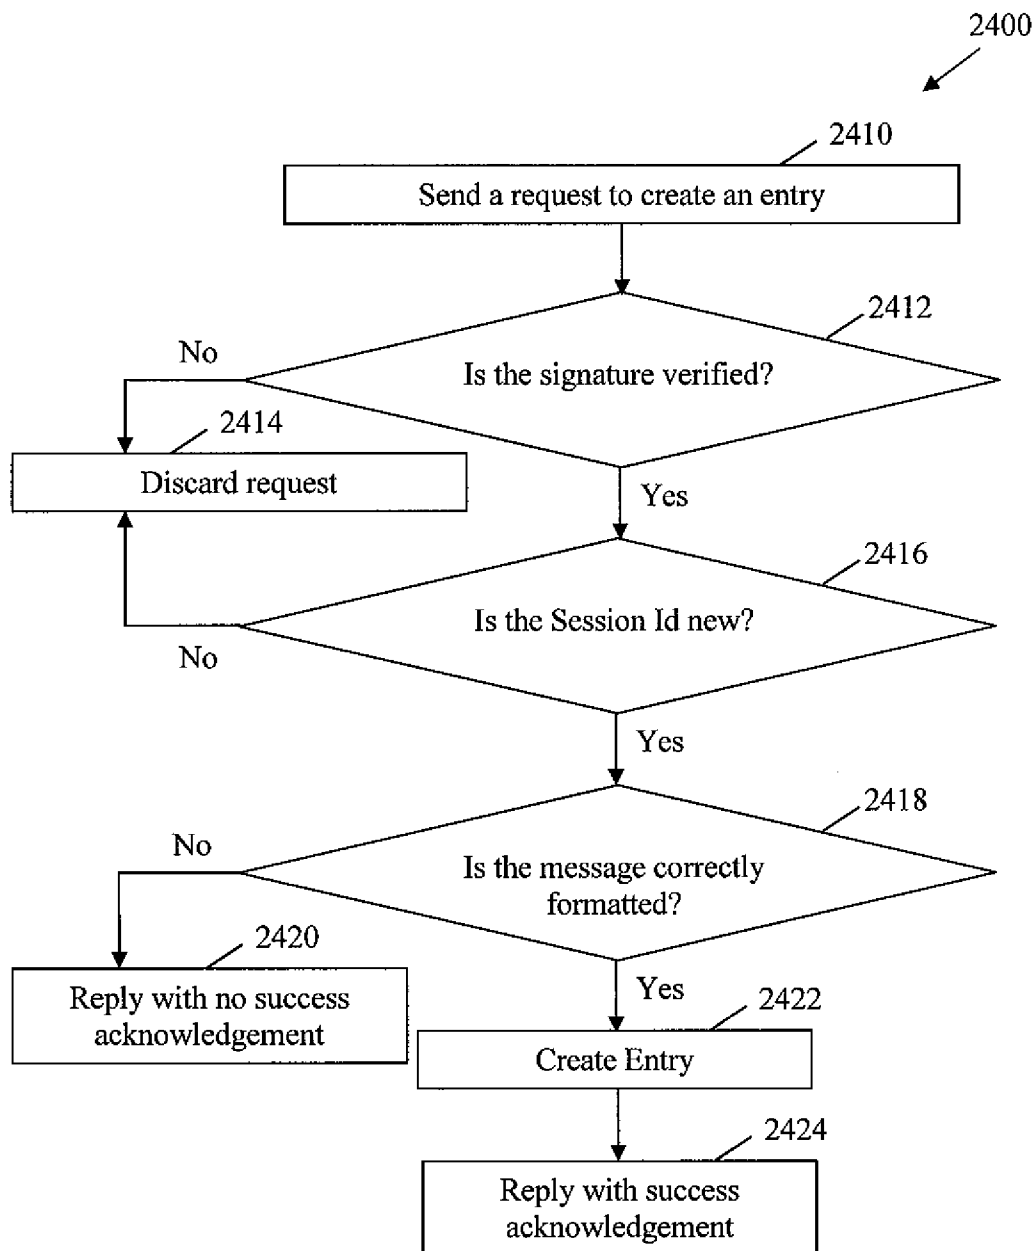 2400
2410
Send a request to create an entry
2412
No
Is the signature verified?
2414
Discard request
Yes
2416
Is the Session Id new?
No
Yes
2418
No
Is the message correctly
formatted?
2420
Reply with no success
acknowledgement
Yes
2422
Create Entry
2424
Reply with success
acknowledgement